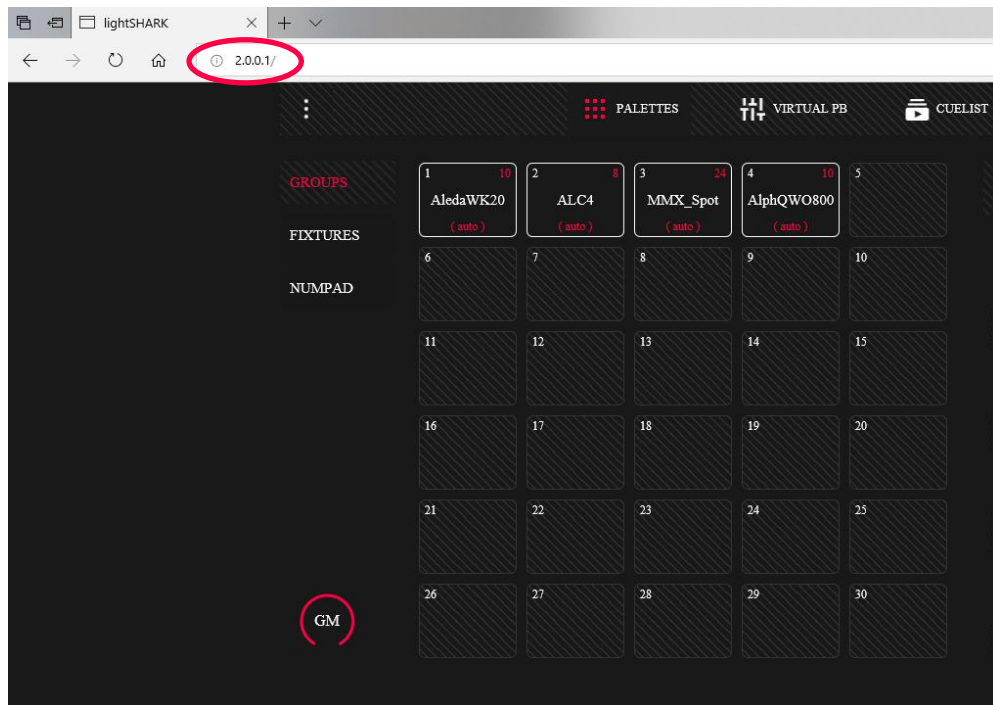 lightSHARK
2.0.0.1/
PALETTES
VIRTUAL PB
CUELIST
GROUPS
FIXTURES
NUMPAD
1 10
AledaWK20
( auto )
2 8
ALC4
( auto )
3 24
MMX_Spot
( auto )
4 10
AlphQWO800
( auto )
5
6 7 8 9 10
11 12 13 14 15
16 17 18 19 20
21 22 23 24 25
26 27 28 29 30
GM